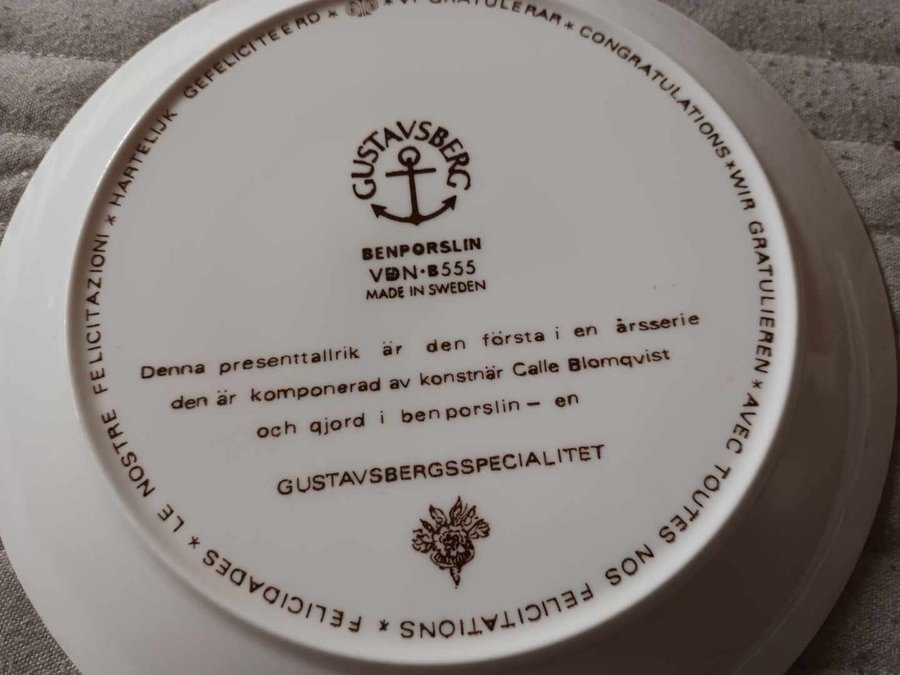 GUSTAVSBERG
BENPORSLIN
VDN·B555
MADE IN SWEDEN
Denna presenttallrik är den första i en årsserie
den är komponerad av konstnär Calle Blomqvist
och gjord i benporslin – en
GUSTAVSBERGSSPECIALITET
VI GRATULERAR * CONGRATULATIONS * WIR GRATULIEREN * AVEC TOUTES NOS FELICITATIONS * FELICIDADES * LE NOSTRE FELICITAZIONI * HARTELIJK GEFELICITEERD *